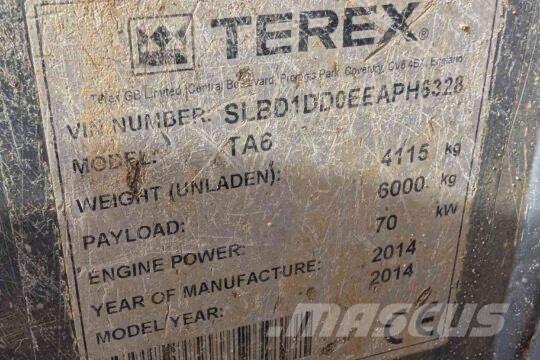 TEREX®
Terex GB Limited (Central Boulevard, Prologis Park, Coventry, CV6 4BX, England
VIN NUMBER: SLBD1DD0EEAPH6328
MODEL: TA6
WEIGHT (UNLADEN): 4115 kg
PAYLOAD: 6000 kg
ENGINE POWER: 70 kW
YEAR OF MANUFACTURE: 2014
MODEL YEAR: 2014
CE
MASCUS